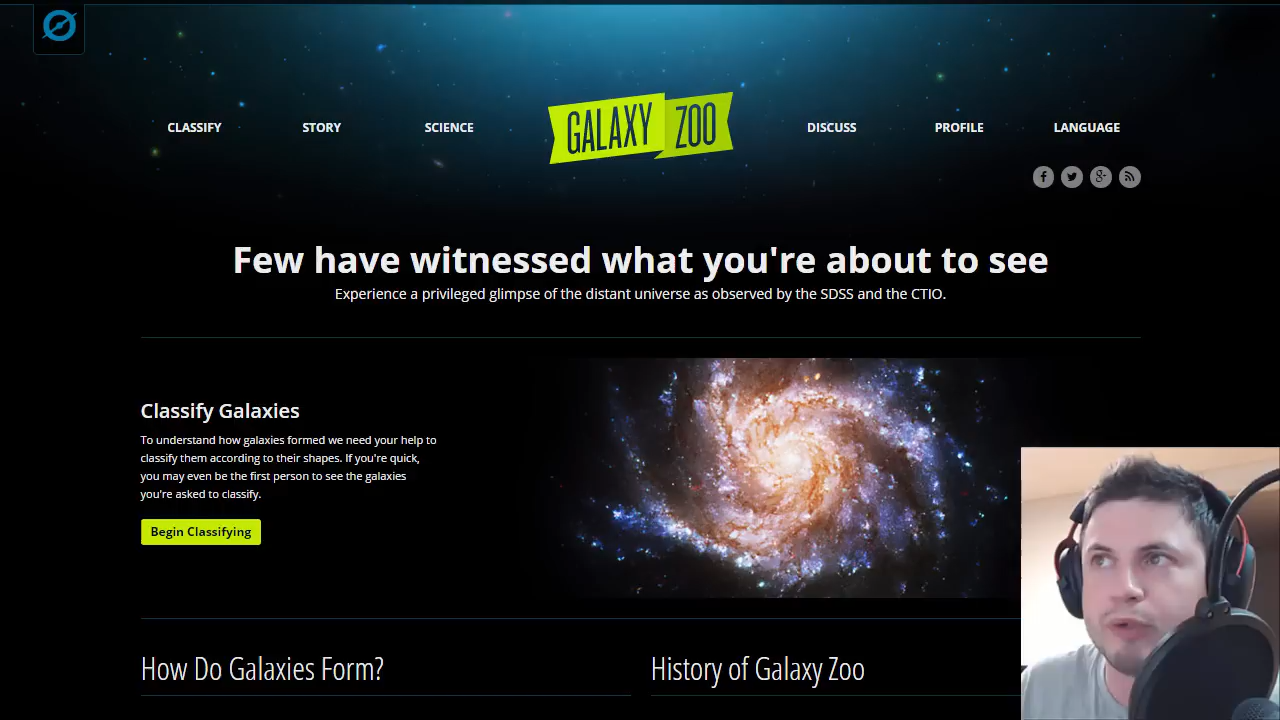 CLASSIFY
STORY
SCIENCE
GALAXY ZOO
DISCUSS
PROFILE
LANGUAGE
Few have witnessed what you're about to see
Experience a privileged glimpse of the distant universe as observed by the SDSS and the CTIO.
Classify Galaxies
To understand how galaxies formed we need your help to
classify them according to their shapes. If you're quick,
you may even be the first person to see the galaxies
you're asked to classify.
Begin Classifying
How Do Galaxies Form?
History of Galaxy Zoo